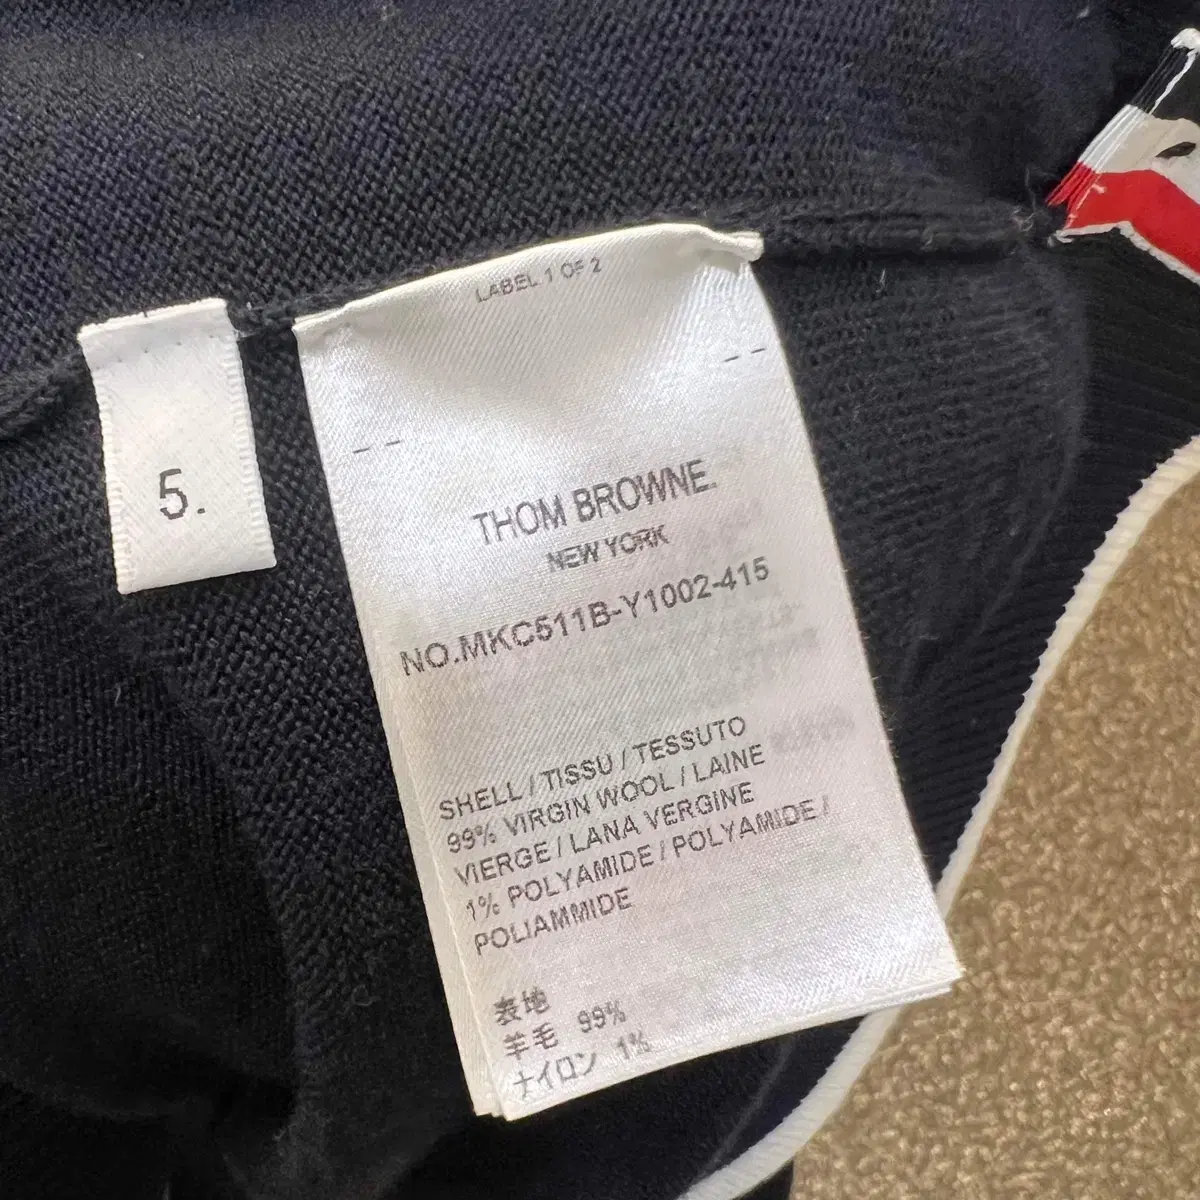 LABEL 1 OF 2
5.
THOM BROWNE.
NEW YORK
NO.MKC511B-Y1002-415
SHELL / TISSU / TESSUTO
99% VIRGIN WOOL / LAINE
VIERGE / LANA VERGINE
1% POLYAMIDE / POLYAMIDE /
POLIAMMIDE
表地
羊毛 99%
ナイロン 1%